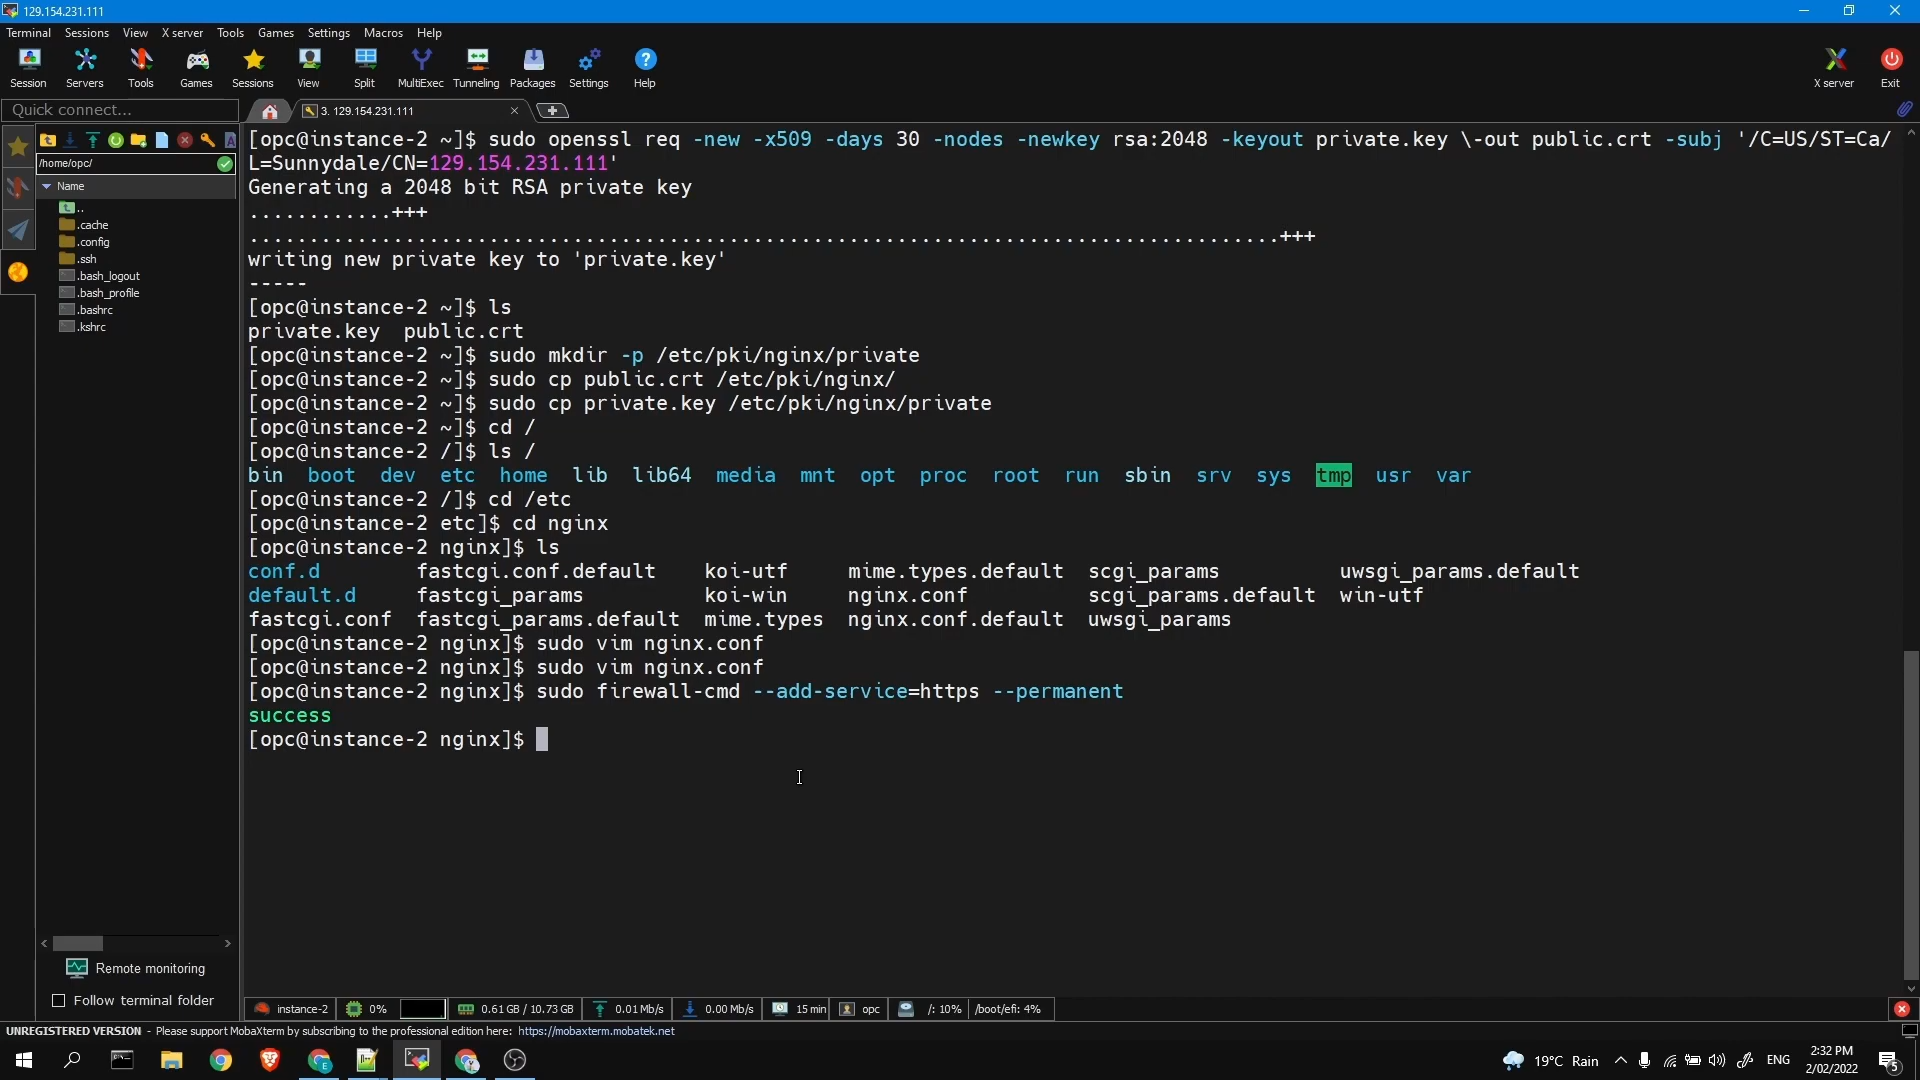 129.154.231.111
Terminal Sessions View X server Tools Games Settings Macros Help
Session Servers Tools Games Sessions View Split MultiExec Tunneling Packages Settings Help X server Exit
Quick connect...
3. 129.154.231.111
/home/opc/
Name
..
.cache
.config
.ssh
.bash_logout
.bash_profile
.bashrc
.kshrc
[opc@instance-2 ~]$ sudo openssl req -new -x509 -days 30 -nodes -newkey rsa:2048 -keyout private.key \-out public.crt -subj '/C=US/ST=Ca/
L=Sunnydale/CN=129.154.231.111'
Generating a 2048 bit RSA private key
............+++
......................................................................................+++
writing new private key to 'private.key'
-----
[opc@instance-2 ~]$ ls
private.key  public.crt
[opc@instance-2 ~]$ sudo mkdir -p /etc/pki/nginx/private
[opc@instance-2 ~]$ sudo cp public.crt /etc/pki/nginx/
[opc@instance-2 ~]$ sudo cp private.key /etc/pki/nginx/private
[opc@instance-2 ~]$ cd /
[opc@instance-2 /]$ ls /
bin  boot  dev  etc  home  lib  lib64  media  mnt  opt  proc  root  run  sbin  srv  sys  tmp  usr  var
[opc@instance-2 /]$ cd /etc
[opc@instance-2 etc]$ cd nginx
[opc@instance-2 nginx]$ ls
conf.d        fastcgi.conf.default    koi-utf     mime.types.default  scgi_params          uwsgi_params.default
default.d     fastcgi_params          koi-win     nginx.conf          scgi_params.default  win-utf
fastcgi.conf  fastcgi_params.default  mime.types  nginx.conf.default  uwsgi_params
[opc@instance-2 nginx]$ sudo vim nginx.conf
[opc@instance-2 nginx]$ sudo vim nginx.conf
[opc@instance-2 nginx]$ sudo firewall-cmd --add-service=https --permanent
success
[opc@instance-2 nginx]$
Remote monitoring
Follow terminal folder
instance-2 0% 0.61 GB / 10.73 GB 0.01 Mb/s 0.00 Mb/s 15 min opc /: 10% /boot/efi: 4%
UNREGISTERED VERSION - Please support MobaXterm by subscribing to the professional edition here: https://mobaxterm.mobatek.net
19°C Rain ENG 2:32 PM
2/02/2022
5